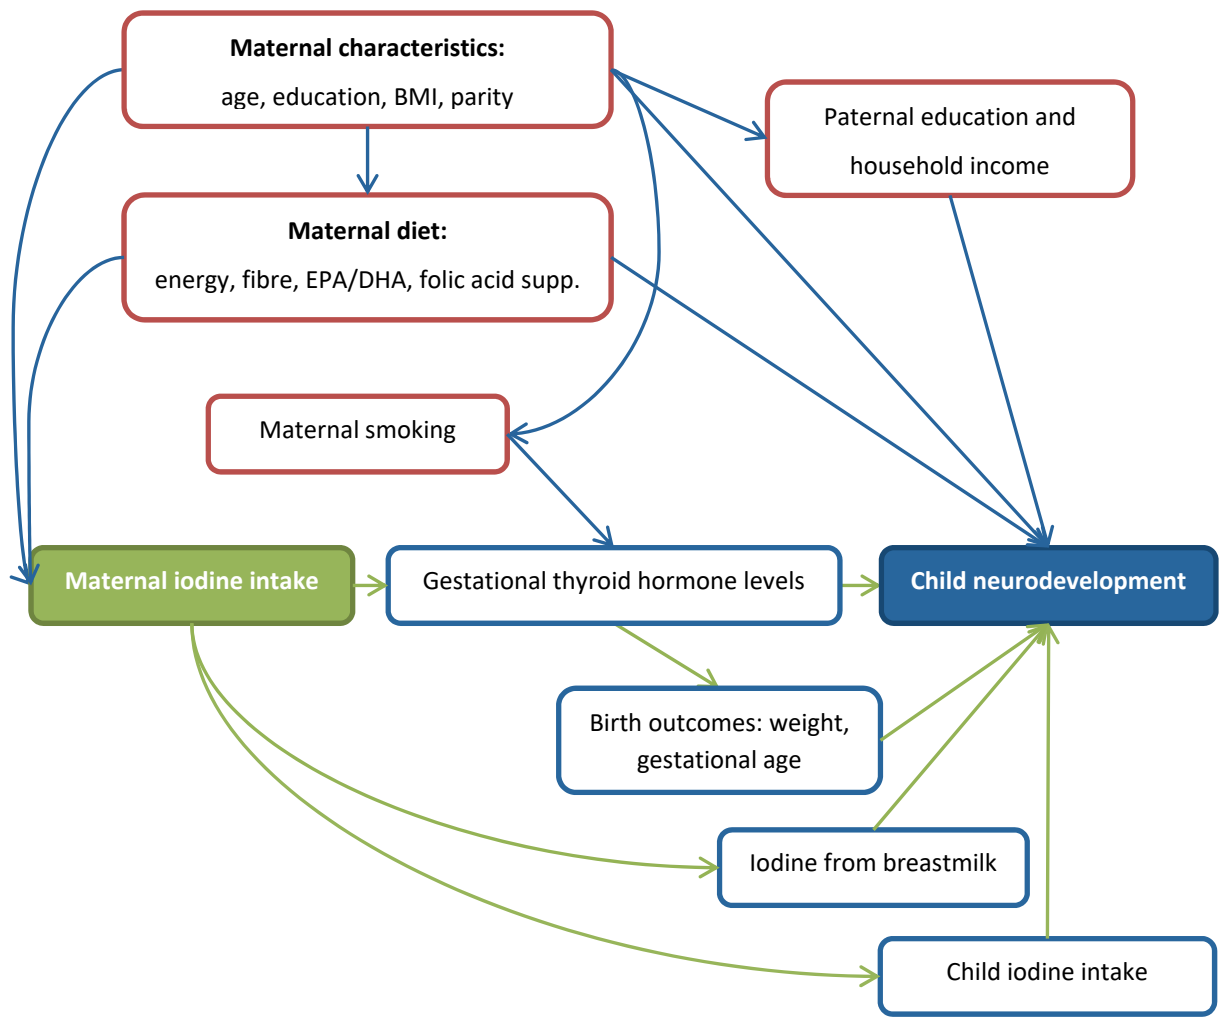 Maternal characteristics:
age, education, BMI, parity
Paternal education and
household income
Maternal diet:
energy, fibre, EPA/DHA, folic acid supp.
Maternal smoking
Maternal iodine intake
Gestational thyroid hormone levels
Child neurodevelopment
Birth outcomes: weight,
gestational age
Iodine from breastmilk
Child iodine intake